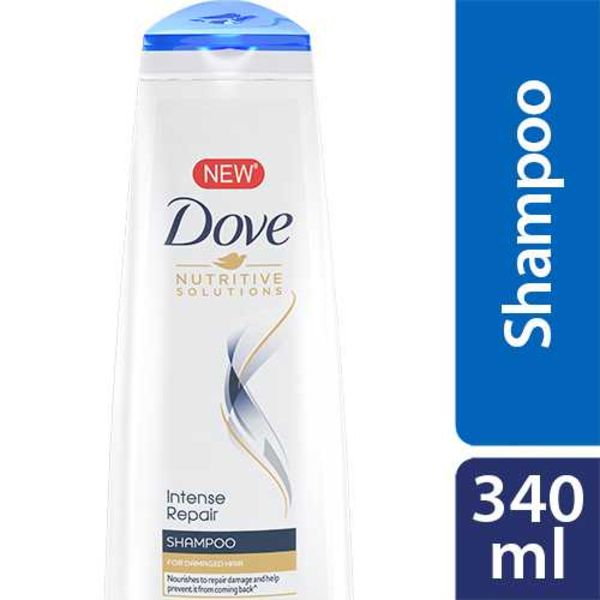 NEW*
Dove
NUTRITIVE
SOLUTIONS
Intense
Repair
SHAMPOO
FOR DAMAGED HAIR
Nourishes to repair damage and help
prevent it from coming back^
Shampoo
340
ml